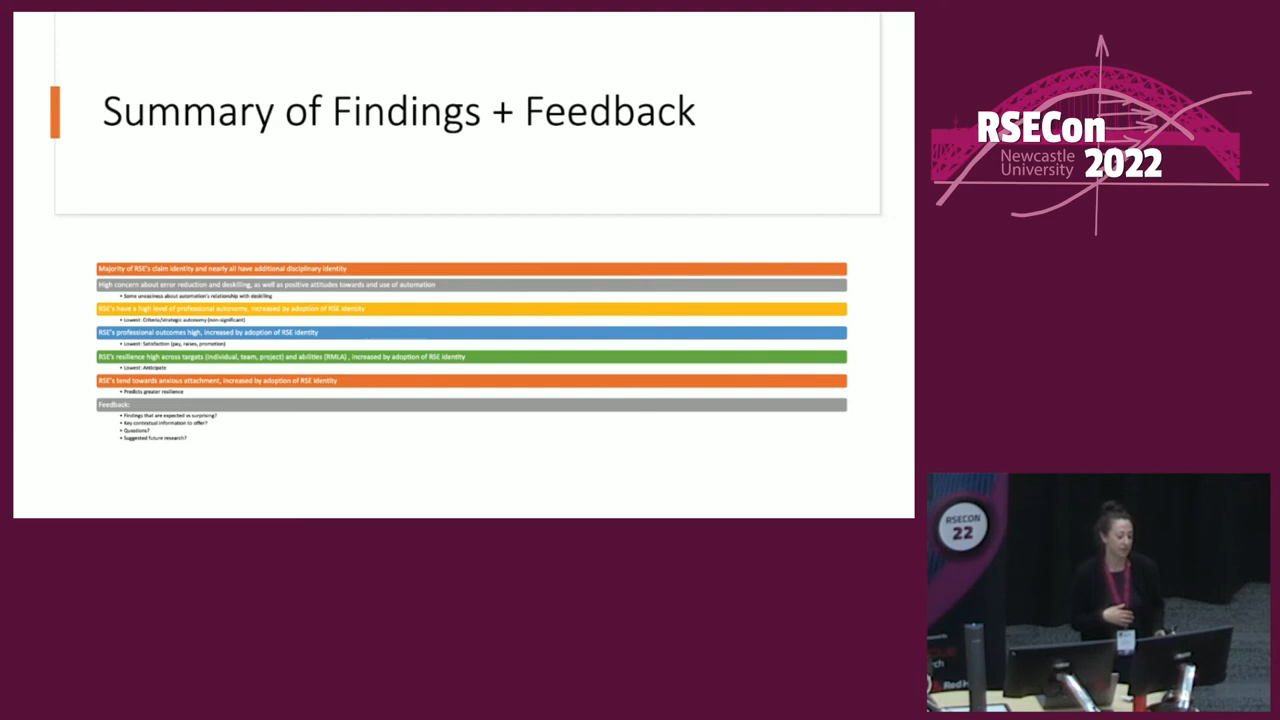 Summary of Findings + Feedback
Majority of RSE's claim identity and nearly all have additional disciplinary identity
High concern about error reduction and deskilling, as well as positive attitudes towards and use of automation
• Some uneasiness about automation's relationship with deskilling
RSE's have a high level of professional autonomy, increased by adoption of RSE identity
• Lowest: Criteria/strategic autonomy (non-significant)
RSE's professional outcomes high, increased by adoption of RSE identity
• Lowest: Satisfaction (pay, raises, promotion)
RSE's resilience high across targets (individual, team, project) and abilities (RMLA) , increased by adoption of RSE identity
• Lowest: Anticipate
RSE's tend towards anxious attachment, increased by adoption of RSE identity
• Predicts greater resilience
Feedback:
• Findings that are expected vs surprising?
• Key contextual information to offer?
• Questions?
• Suggested future research?
RSECon
Newcastle
University
2022
RSECON
22
Red H